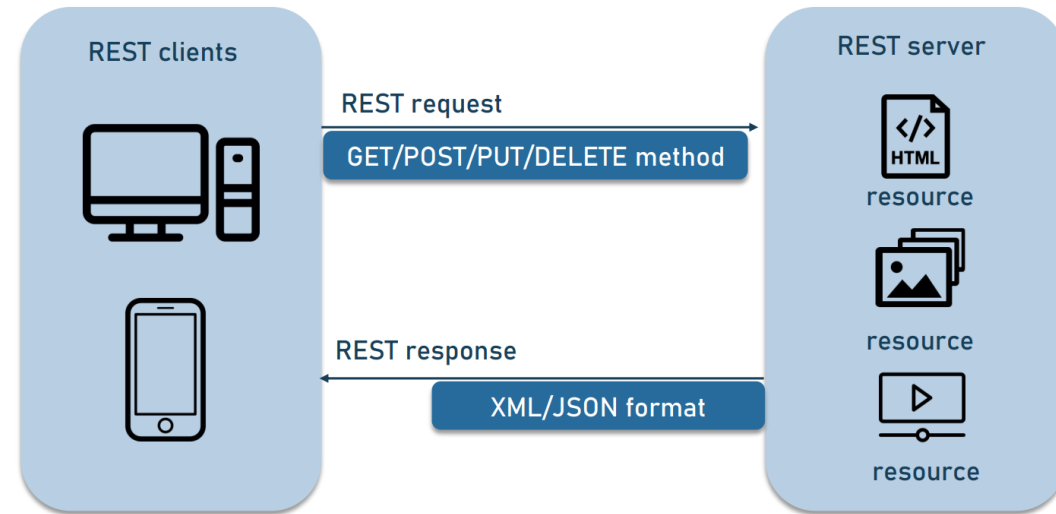 REST clients
REST request
GET/POST/PUT/DELETE method
REST response
XML/JSON format
REST server
</>
HTML
resource
resource
resource